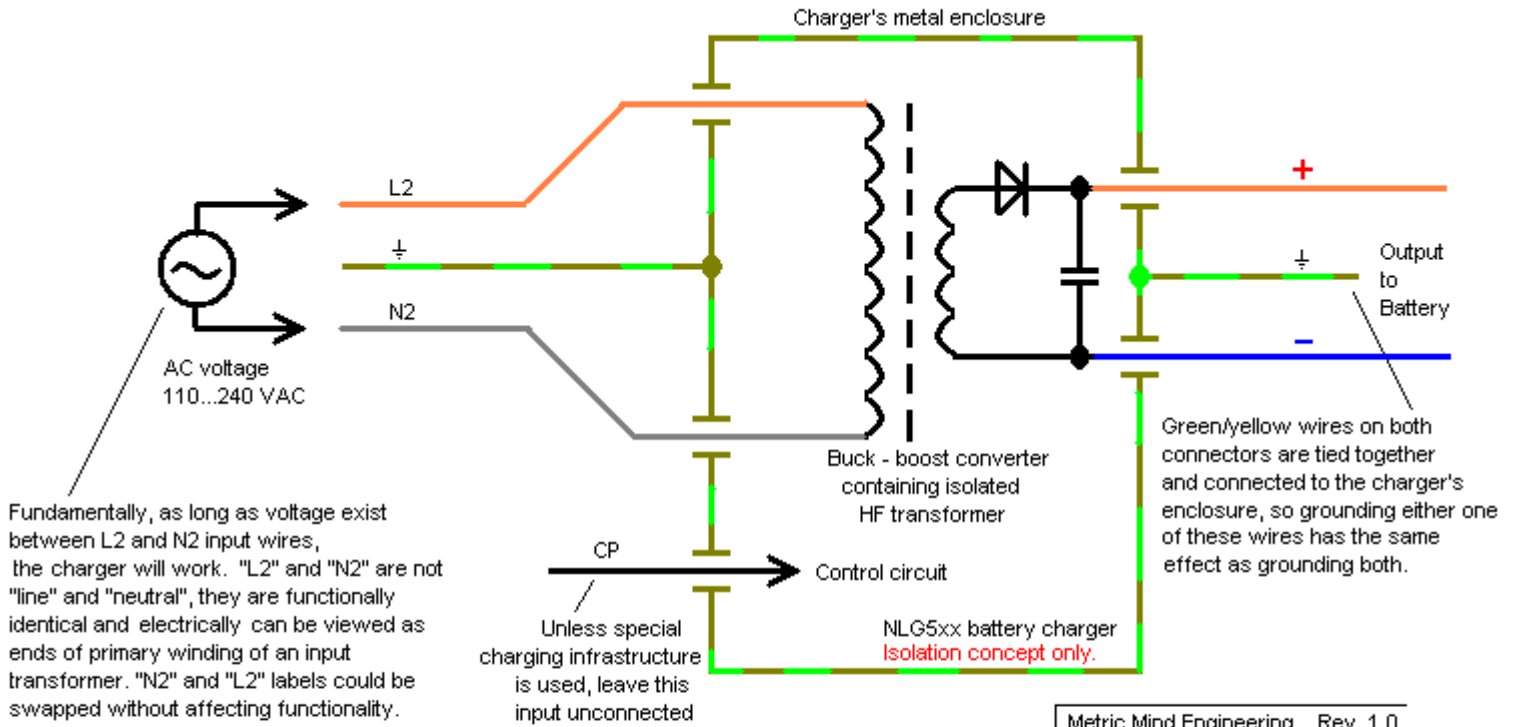 Charger's metal enclosure
L2
N2
AC voltage
110...240 VAC
+
−
Output
to
Battery
Buck - boost converter
containing isolated
HF transformer
Green/yellow wires on both
connectors are tied together
and connected to the charger's
enclosure, so grounding either one
of these wires has the same
effect as grounding both.
Fundamentally, as long as voltage exist
between L2 and N2 input wires,
the charger will work. "L2" and "N2" are not
"line" and "neutral", they are functionally
identical and electrically can be viewed as
ends of primary winding of an input
transformer. "N2" and "L2" labels could be
swapped without affecting functionality.
CP
Control circuit
Unless special
charging infrastructure
is used, leave this
input unconnected
NLG5xx battery charger
Isolation concept only.
Metric Mind Engineering Rev. 1.0